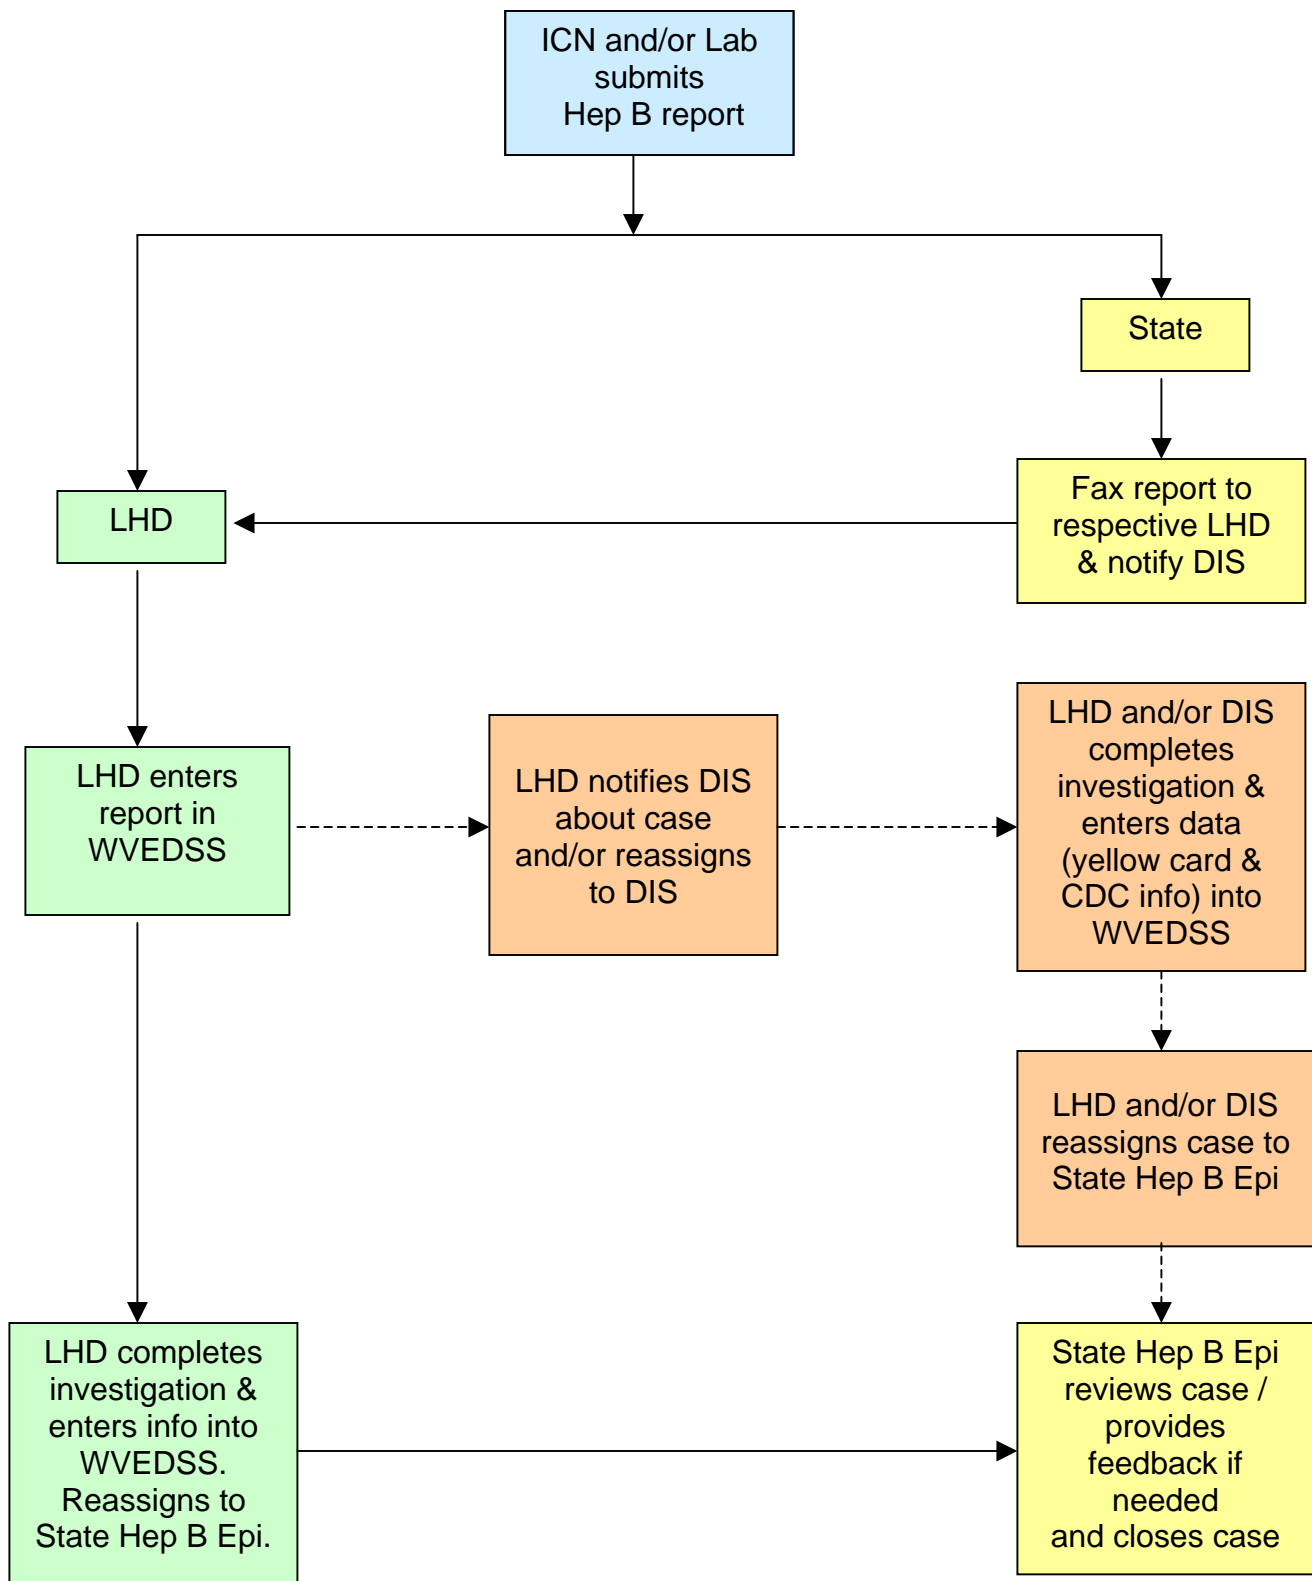 ICN and/or Lab
submits
Hep B report
State
Fax report to
respective LHD
& notify DIS
LHD
LHD enters
report in
WVEDSS
LHD notifies DIS
about case
and/or reassigns
to DIS
LHD and/or DIS
completes
investigation &
enters data
(yellow card &
CDC info) into
WVEDSS
LHD and/or DIS
reassigns case to
State Hep B Epi
LHD completes
investigation &
enters info into
WVEDSS.
Reassigns to
State Hep B Epi.
State Hep B Epi
reviews case /
provides
feedback if
needed
and closes case